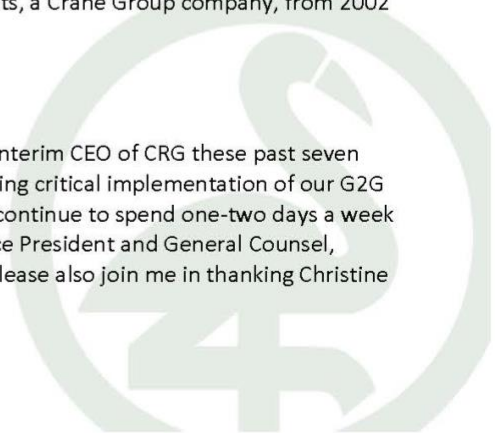 ts, a Crane Group company, from 2002
nterim CEO of CRG these past seven
ing critical implementation of our G2G
continue to spend one-two days a week
ce President and General Counsel,
lease also join me in thanking Christine